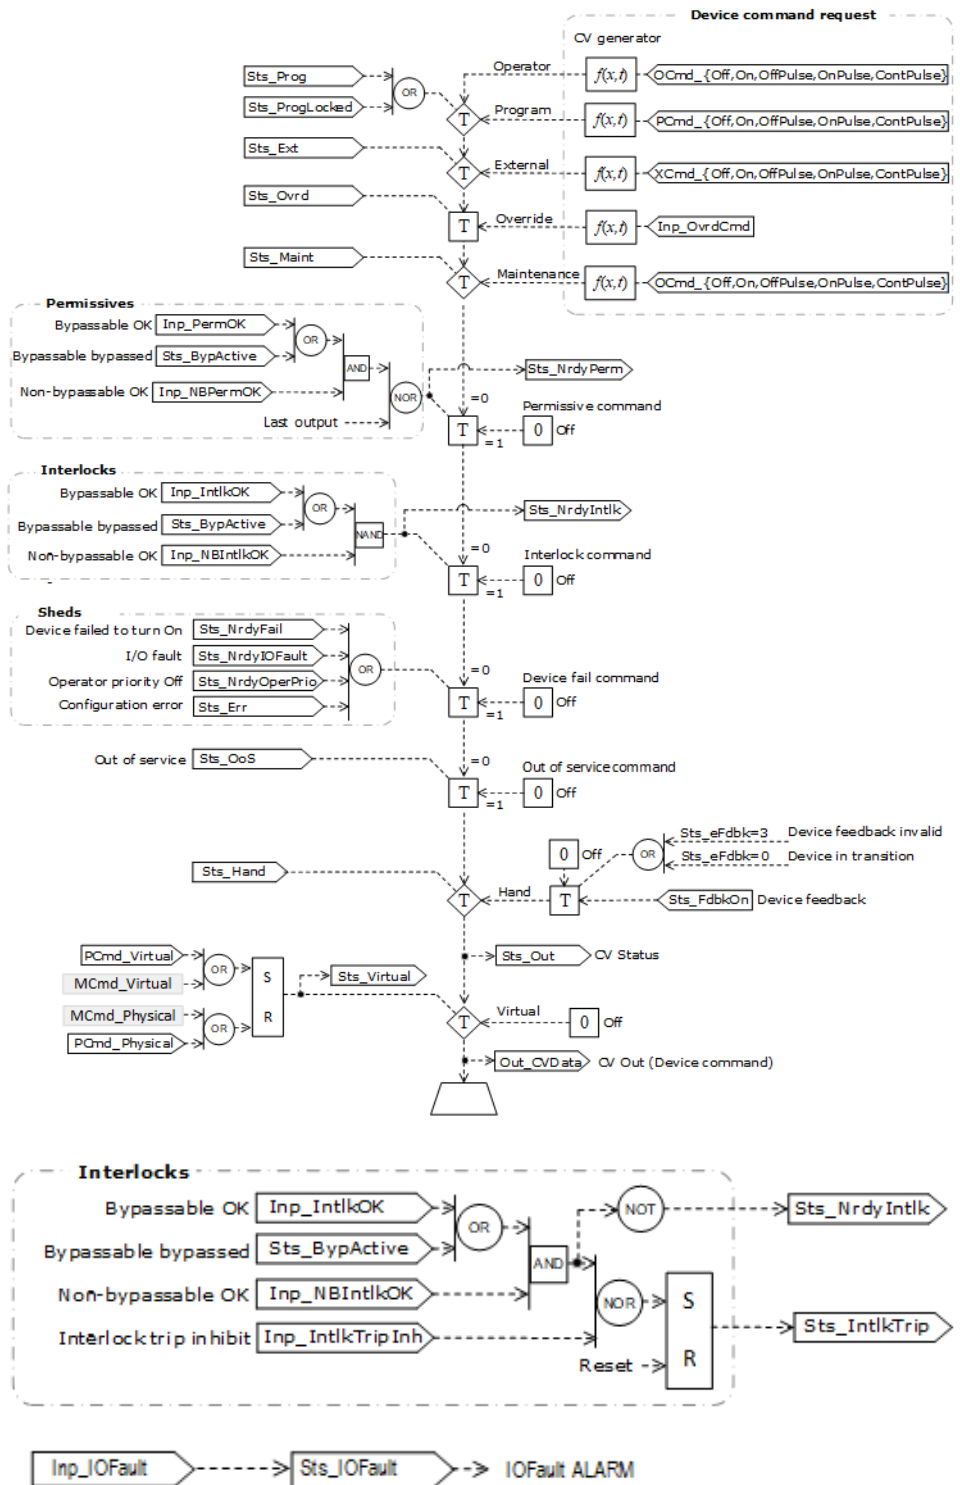 Device command request
CV generator
Operator
f(x,t)
OCmd_{Off,On,OffPulse,OnPulse,ContPulse}
Sts_Prog
OR
Sts_ProgLocked
T
Program
f(x,t)
PCmd_{Off,On,OffPulse,OnPulse,ContPulse}
Sts_Ext
T
External
f(x,t)
XCmd_{Off,On,OffPulse,OnPulse,ContPulse}
Sts_Ovrd
T
Override
f(x,t)
Inp_OvrdCmd
Sts_Maint
T
Maintenance
f(x,t)
OCmd_{Off,On,OffPulse,OnPulse,ContPulse}
Permissives
Bypassable OK Inp_PermOK
OR
Bypassable bypassed Sts_BypActive
AND
Non-bypassable OK Inp_NBPermOK
NOR
Last output
Sts_NrdyPerm
=0
Permissive command
T
=1
0 Off
Interlocks
Bypassable OK Inp_IntlkOK
OR
Bypassable bypassed Sts_BypActive
NAND
Non-bypassable OK Inp_NBIntlkOK
Sts_NrdyIntlk
=0
Interlock command
T
=1
0 Off
Sheds
Device failed to turn On Sts_NrdyFail
I/O fault Sts_NrdyIOFault
OR
Operator priority Off Sts_NrdyOperPrio
Configuration error Sts_Err
=0
Device fail command
T
=1
0 Off
Out of service Sts_OoS
=0
Out of service command
T
=1
0 Off
Sts_eFdbk=3 Device feedback invalid
0 Off
OR
Sts_eFdbk=0 Device in transition
Sts_Hand
T
Hand
T
Sts_FdbkOn Device feedback
Sts_Out CV Status
PCmd_Virtual
OR
MCmd_Virtual
S
R
Sts_Virtual
MCmd_Physical
OR
PCmd_Physical
T
Virtual
0 Off
Out_CVData CV Out (Device command)
Interlocks
Bypassable OK Inp_IntlkOK
OR
Bypassable bypassed Sts_BypActive
AND
Non-bypassable OK Inp_NBIntlkOK
NOT
Sts_NrdyIntlk
NOR
Interlock trip inhibit Inp_IntlkTripInh
S
R
Reset
Sts_IntlkTrip
Inp_IOFault Sts_IOFault IOFault ALARM